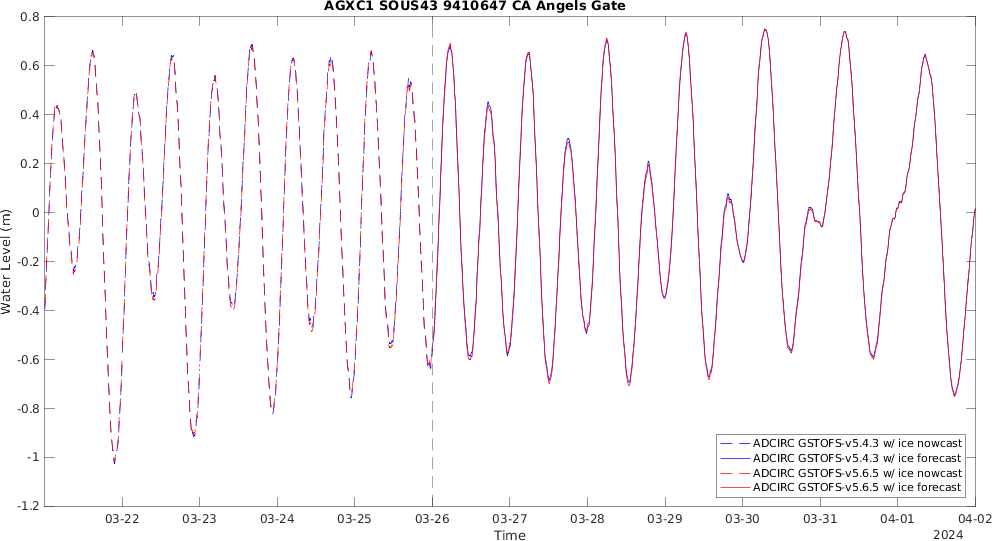 AGXC1 SOUS43 9410647 CA Angels Gate
0.8
0.6
0.4
0.2
0
-0.2
-0.4
-0.6
-0.8
-1
-1.2
Water Level (m)
ADCIRC GSTOFS-v5.4.3 w/ ice nowcast
ADCIRC GSTOFS-v5.4.3 w/ ice forecast
ADCIRC GSTOFS-v5.6.5 w/ ice nowcast
ADCIRC GSTOFS-v5.6.5 w/ ice forecast
03-22 03-23 03-24 03-25 03-26 03-27 03-28 03-29 03-30 03-31 04-01 04-02
Time
2024